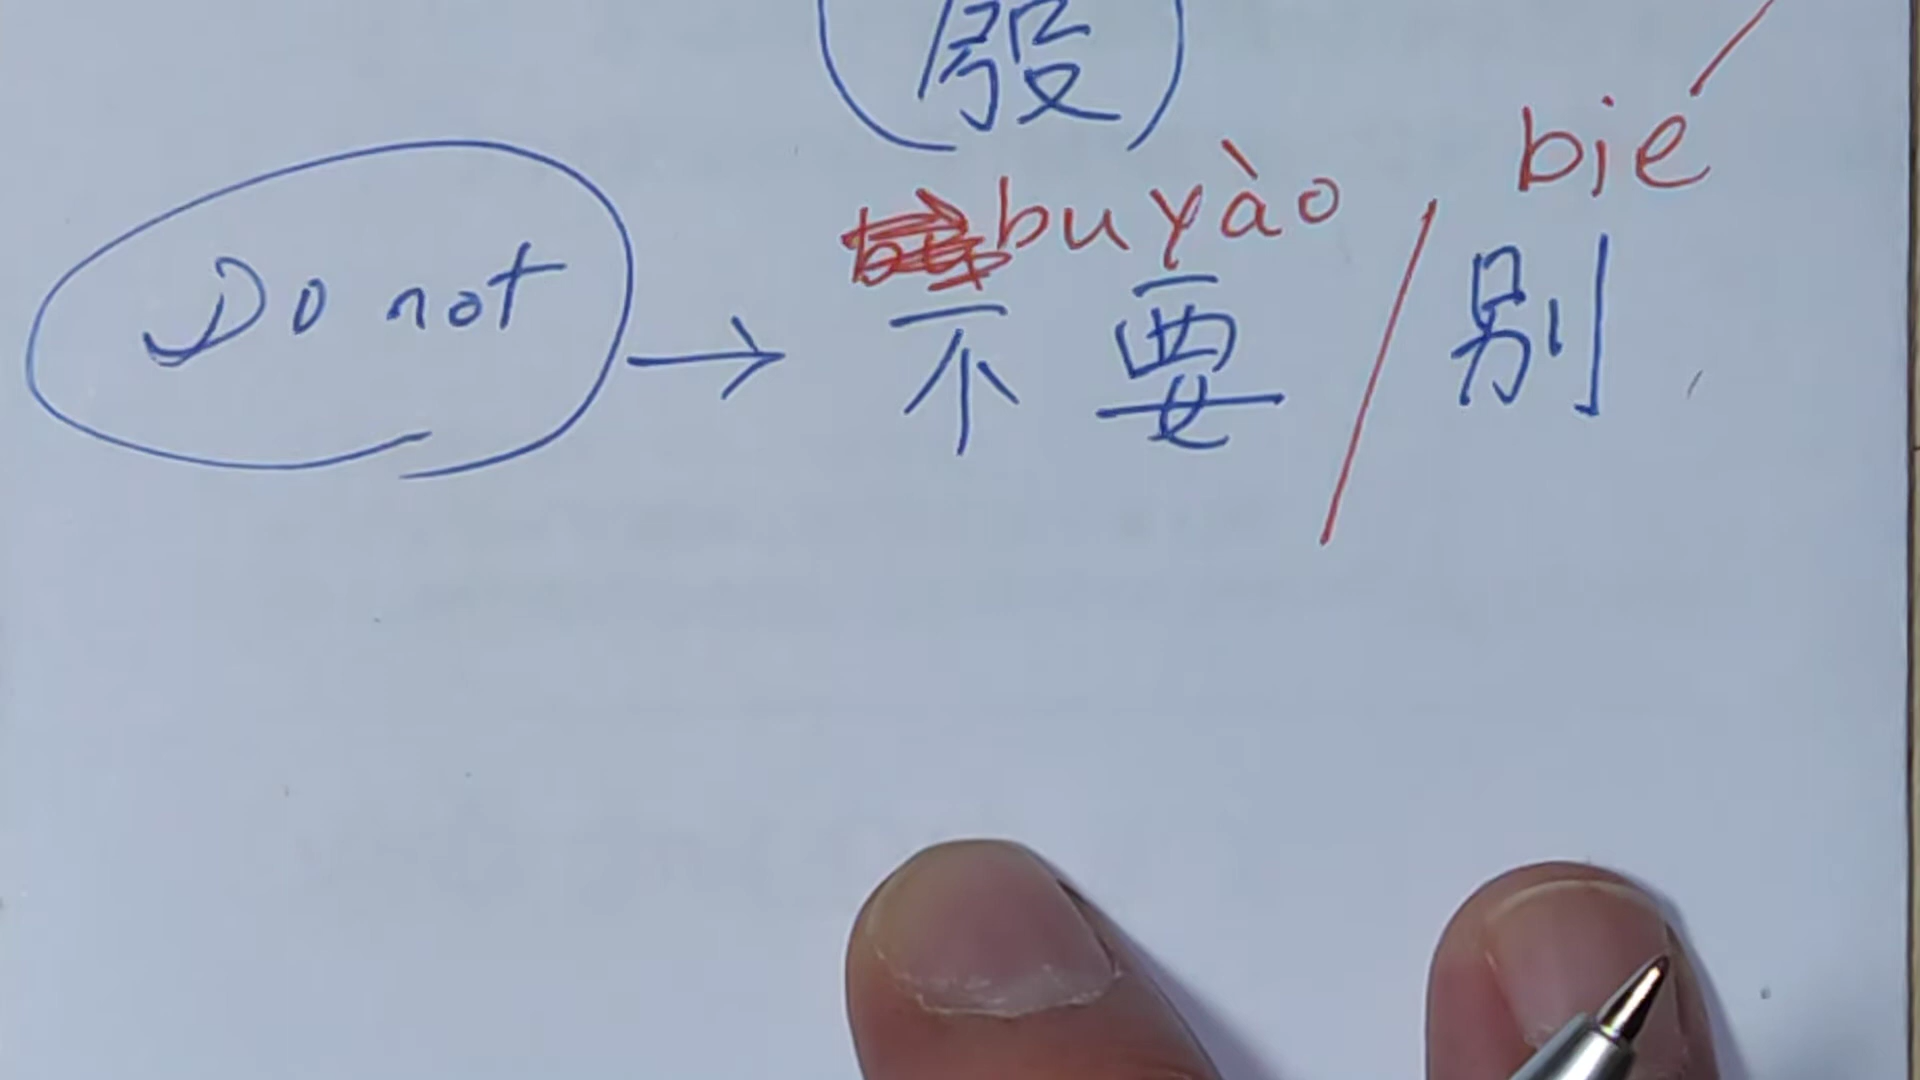 buyào / bie
Do not → 不要 / 别